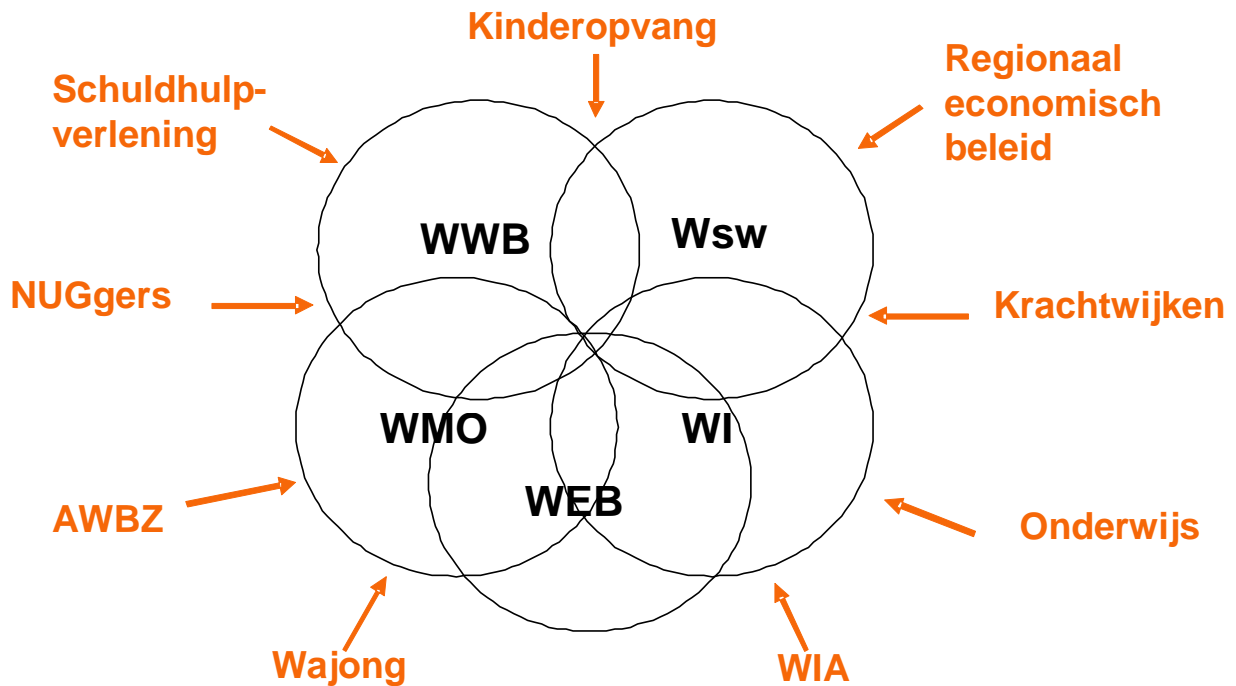 Kinderopvang
Schuldhulp-
verlening
Regionaal
economisch
beleid
WWB
Wsw
NUGgers
Krachtwijken
WMO
WI
WEB
AWBZ
Onderwijs
Wajong
WIA